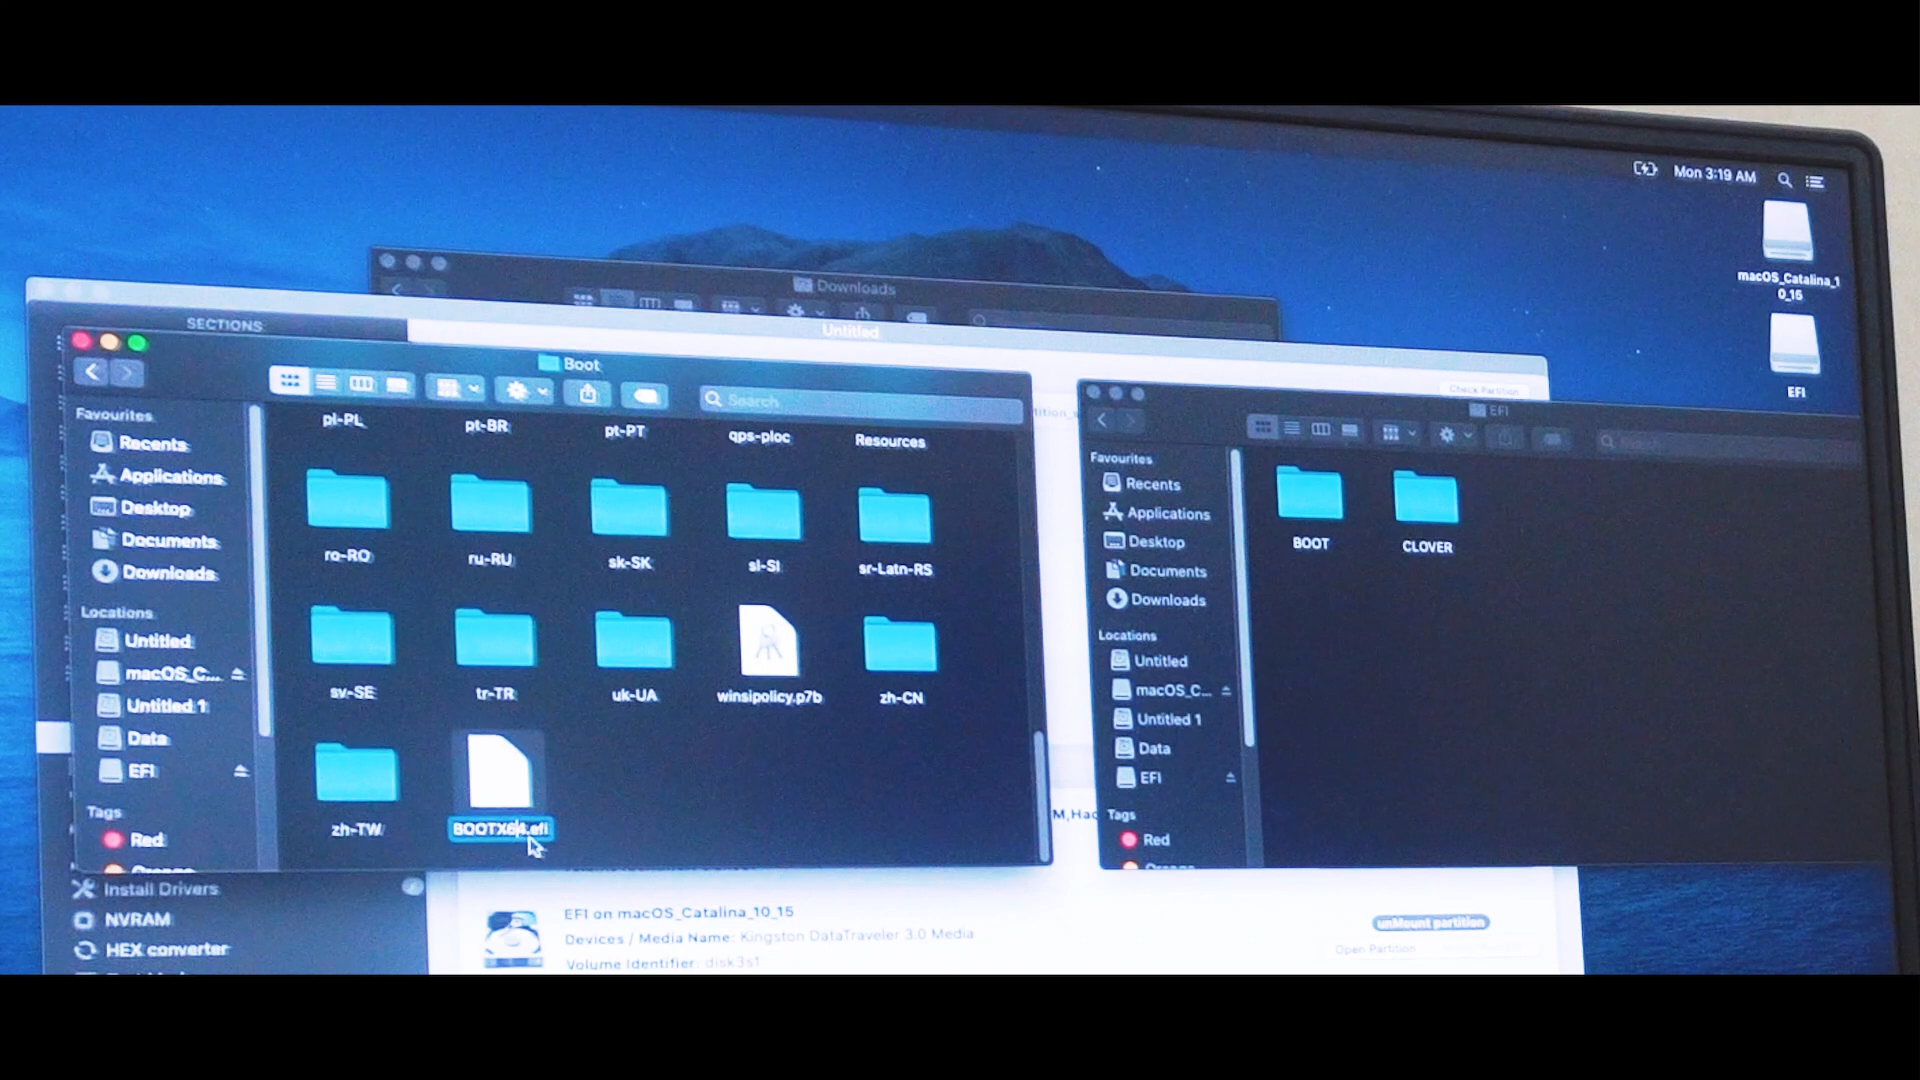 Mon 3:19 AM
macOS_Catalina_1
0_15
EFI
Downloads
SECTIONS
Untitled
Check Partition
Boot
Search
Favourites
Recents
Applications
Desktop
Documents
Downloads
Locations
Untitled
macOS_C...
Untitled 1
Data
EFI
Tags
Red
Orange
pl-PL
pt-BR
pt-PT
qps-ploc
Resources
ro-RO
ru-RU
sk-SK
sl-SI
sr-Latn-RS
sv-SE
tr-TR
uk-UA
winsipolicy.p7b
zh-CN
zh-TW
BOOTX64.efi
EFI
Search
Favourites
Recents
Applications
Desktop
Documents
Downloads
Locations
Untitled
macOS_C...
Untitled 1
Data
EFI
Tags
Red
Orange
BOOT
CLOVER
Install Drivers
NVRAM
HEX converter
EFI on macOS_Catalina_10_15
Devices / Media Name: Kingston DataTraveler 3.0 Media
Volume Identifier: disk3s1
unMount partition
Open Partition